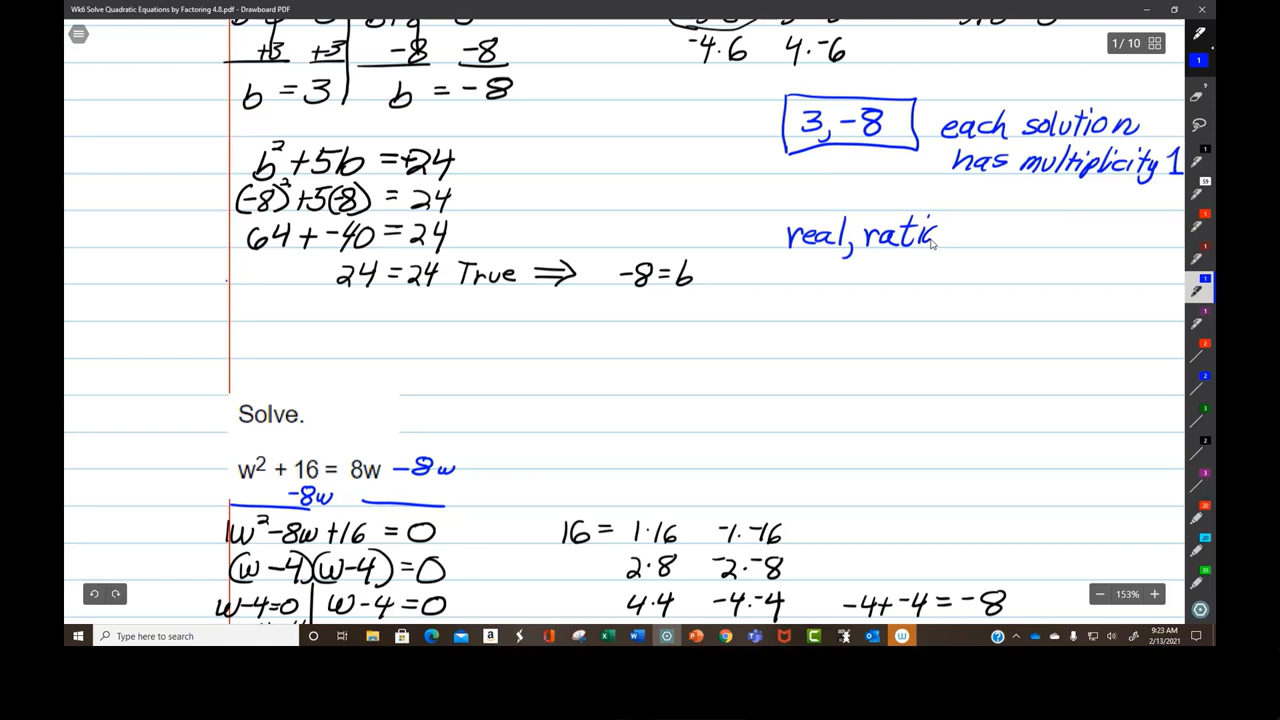 Wk6 Solve Quadratic Equations by Factoring 4.8.pdf - Drawboard PDF
1 / 10
+3 +3 -8 -8
b = 3 b = -8
-4·6 4·-6
3, -8 each solution
has multiplicity 1
b² + 5b = 24
(-8)² + 5(-8) = 24
64 + -40 = 24
real, ratio
24 = 24 True ⇒ -8 = b
Solve.
w² + 16 = 8w -8w
-8w
1w² - 8w + 16 = 0 16 = 1·16 -1·-16
(w - 4)(w - 4) = 0 2·8 -2·-8
w - 4 = 0 w - 4 = 0 4·4 -4·-4 -4 + -4 = -8
153%
Type here to search
9:23 AM
2/13/2021